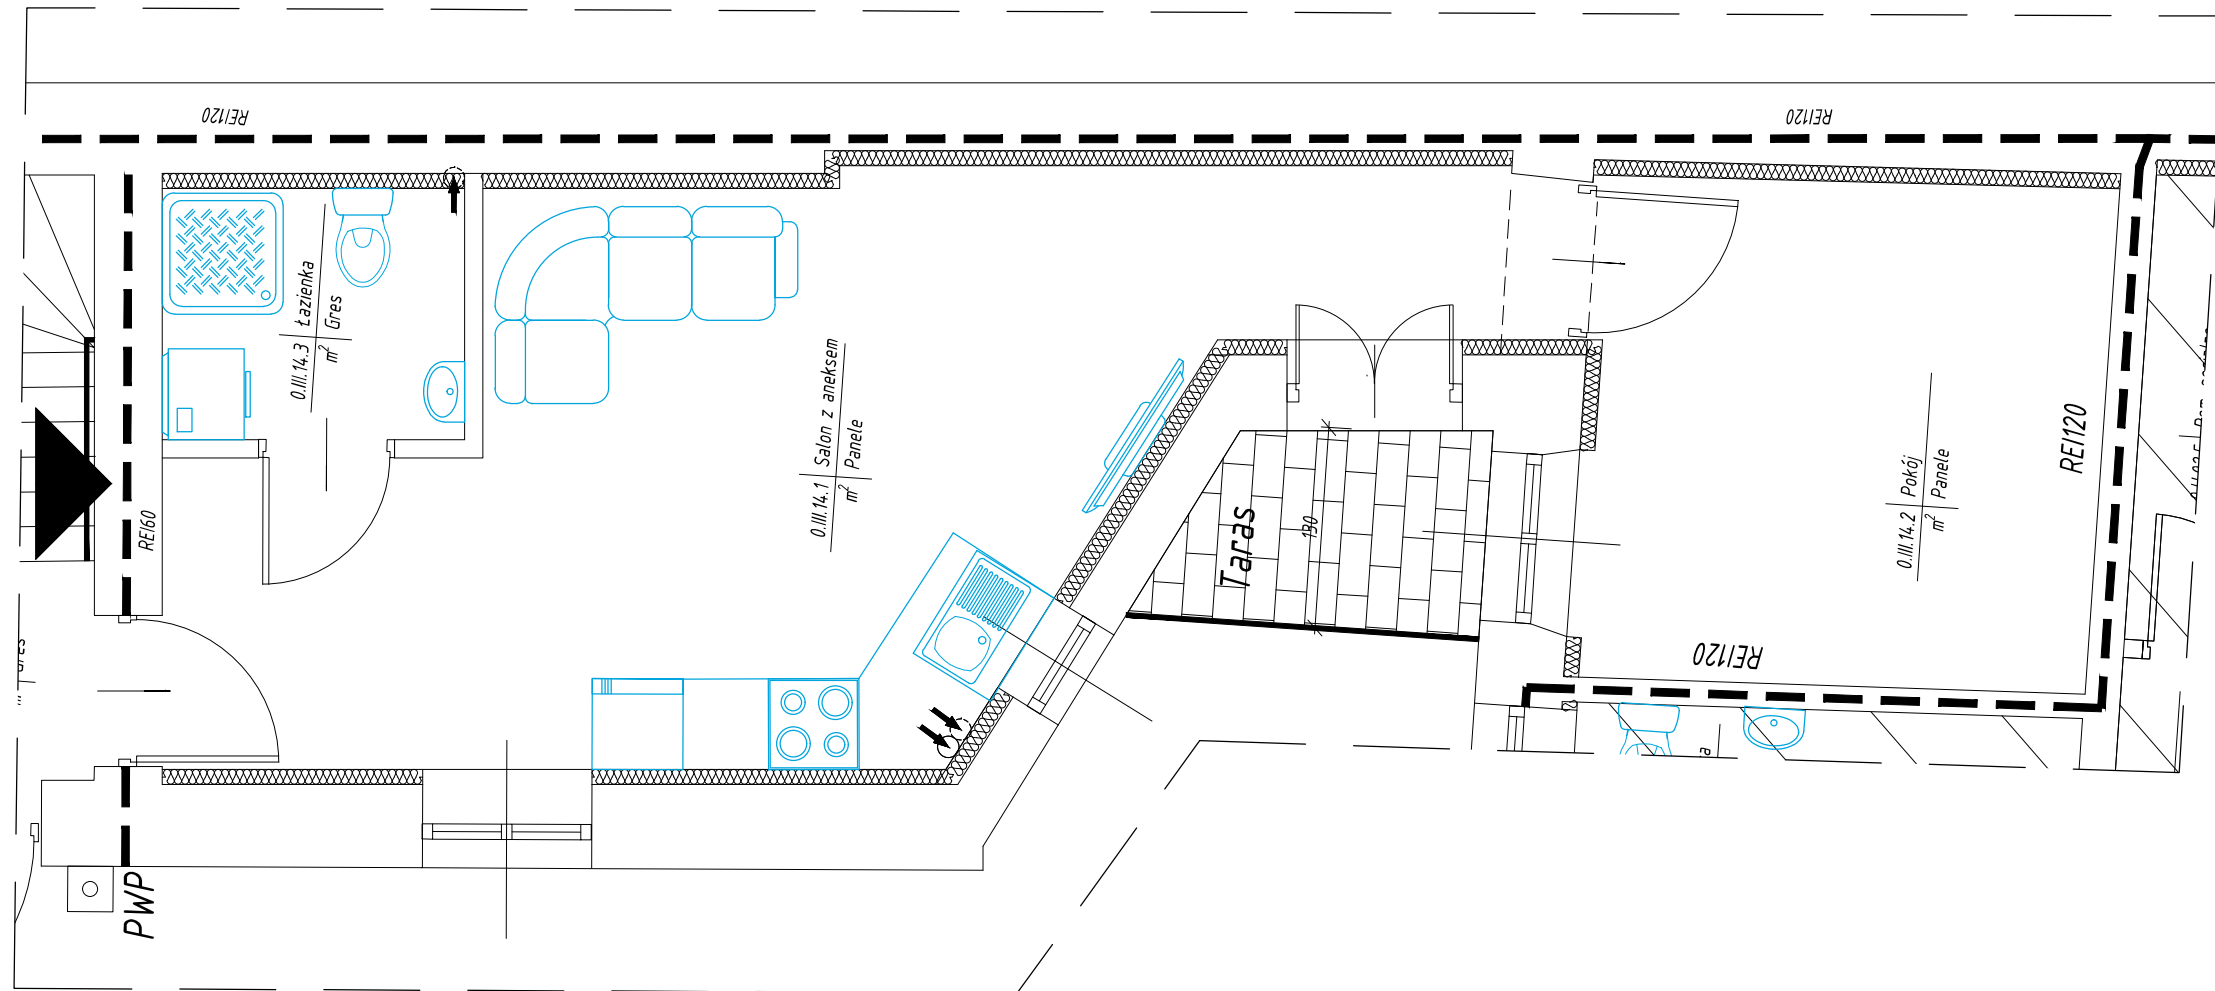 REI120
REI120
0.III.14.3 Łazienka
m² Gres
0.III.14.1 Salon z aneksem
m² Panele
REI60
Taras
130
0.III.14.2 Pokój
m² Panele
REI120
REI120
PWP